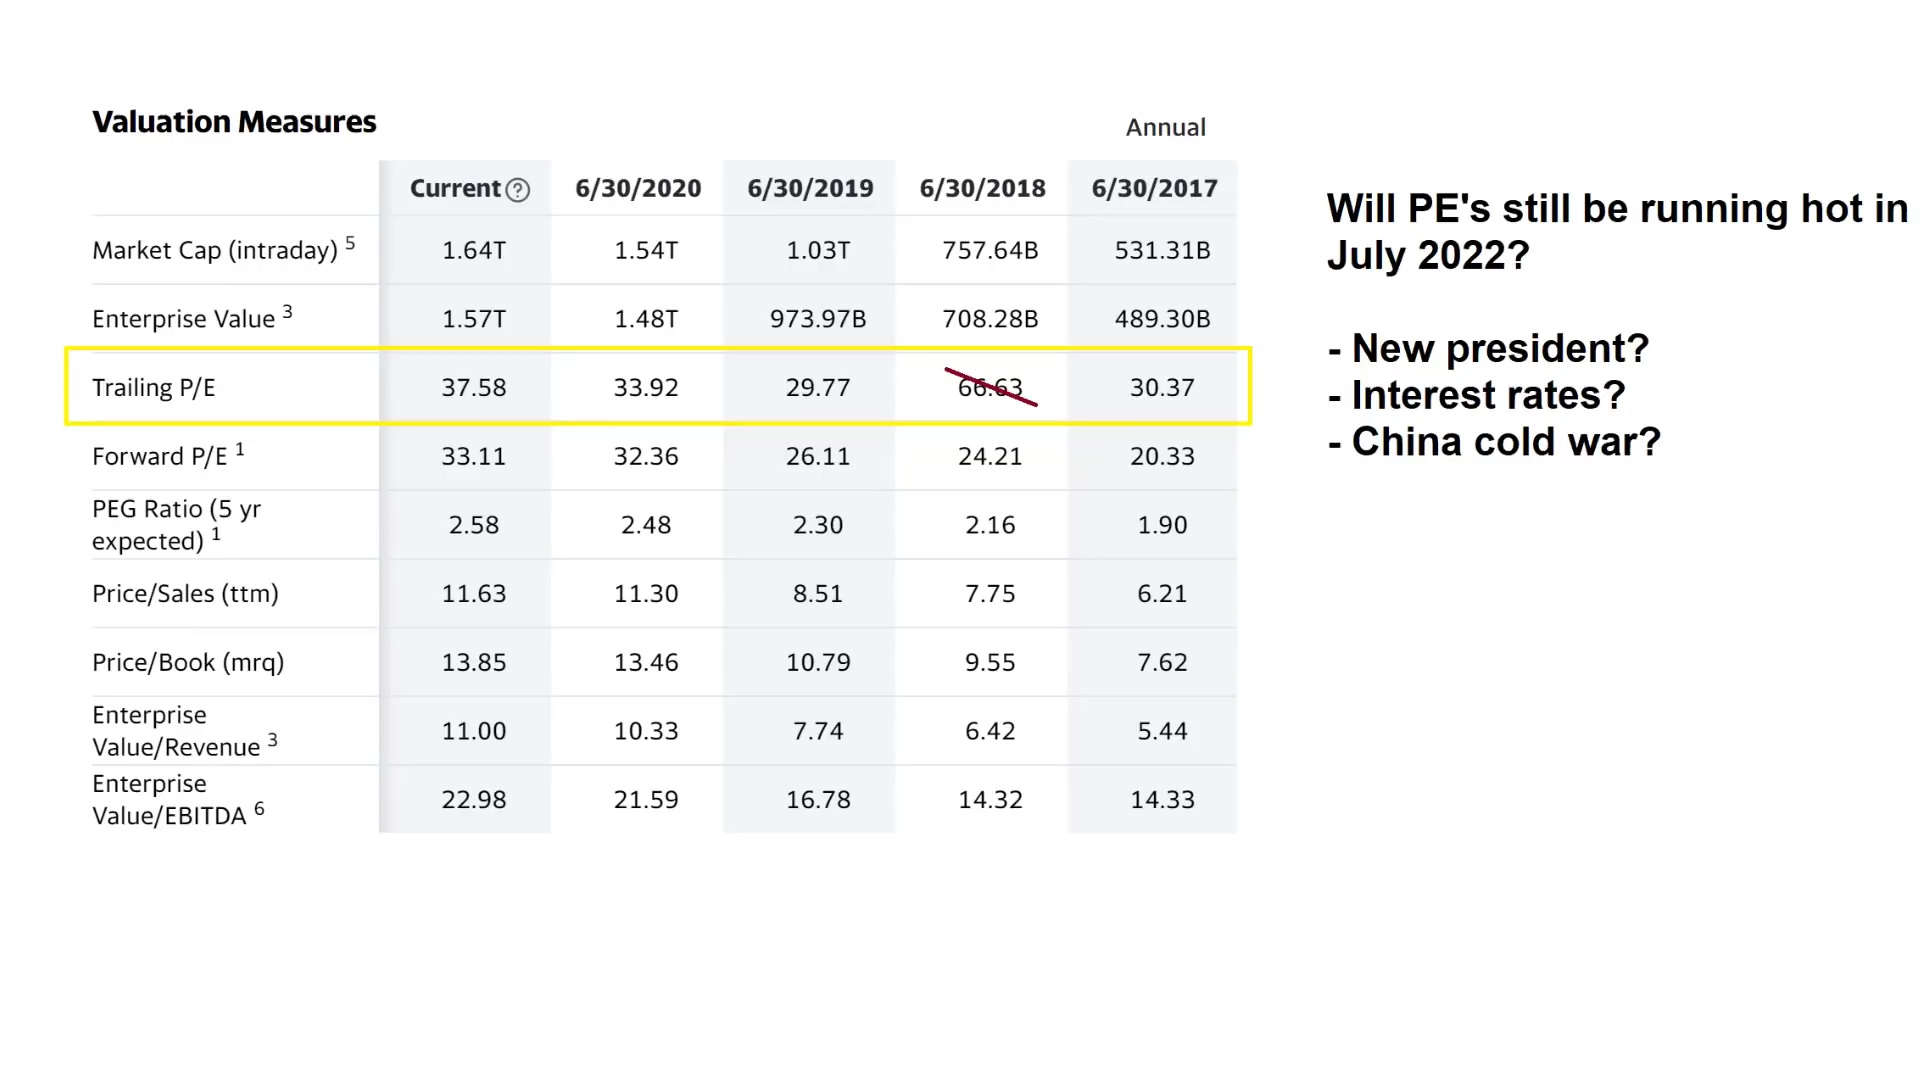 Valuation Measures
Annual
Current ? 6/30/2020 6/30/2019 6/30/2018 6/30/2017
Market Cap (intraday) 5 1.64T 1.54T 1.03T 757.64B 531.31B
Enterprise Value 3 1.57T 1.48T 973.97B 708.28B 489.30B
Trailing P/E 37.58 33.92 29.77 66.63 30.37
Forward P/E 1 33.11 32.36 26.11 24.21 20.33
PEG Ratio (5 yr
expected) 1 2.58 2.48 2.30 2.16 1.90
Price/Sales (ttm) 11.63 11.30 8.51 7.75 6.21
Price/Book (mrq) 13.85 13.46 10.79 9.55 7.62
Enterprise
Value/Revenue 3 11.00 10.33 7.74 6.42 5.44
Enterprise
Value/EBITDA 6 22.98 21.59 16.78 14.32 14.33
Will PE's still be running hot in
July 2022?
- New president?
- Interest rates?
- China cold war?